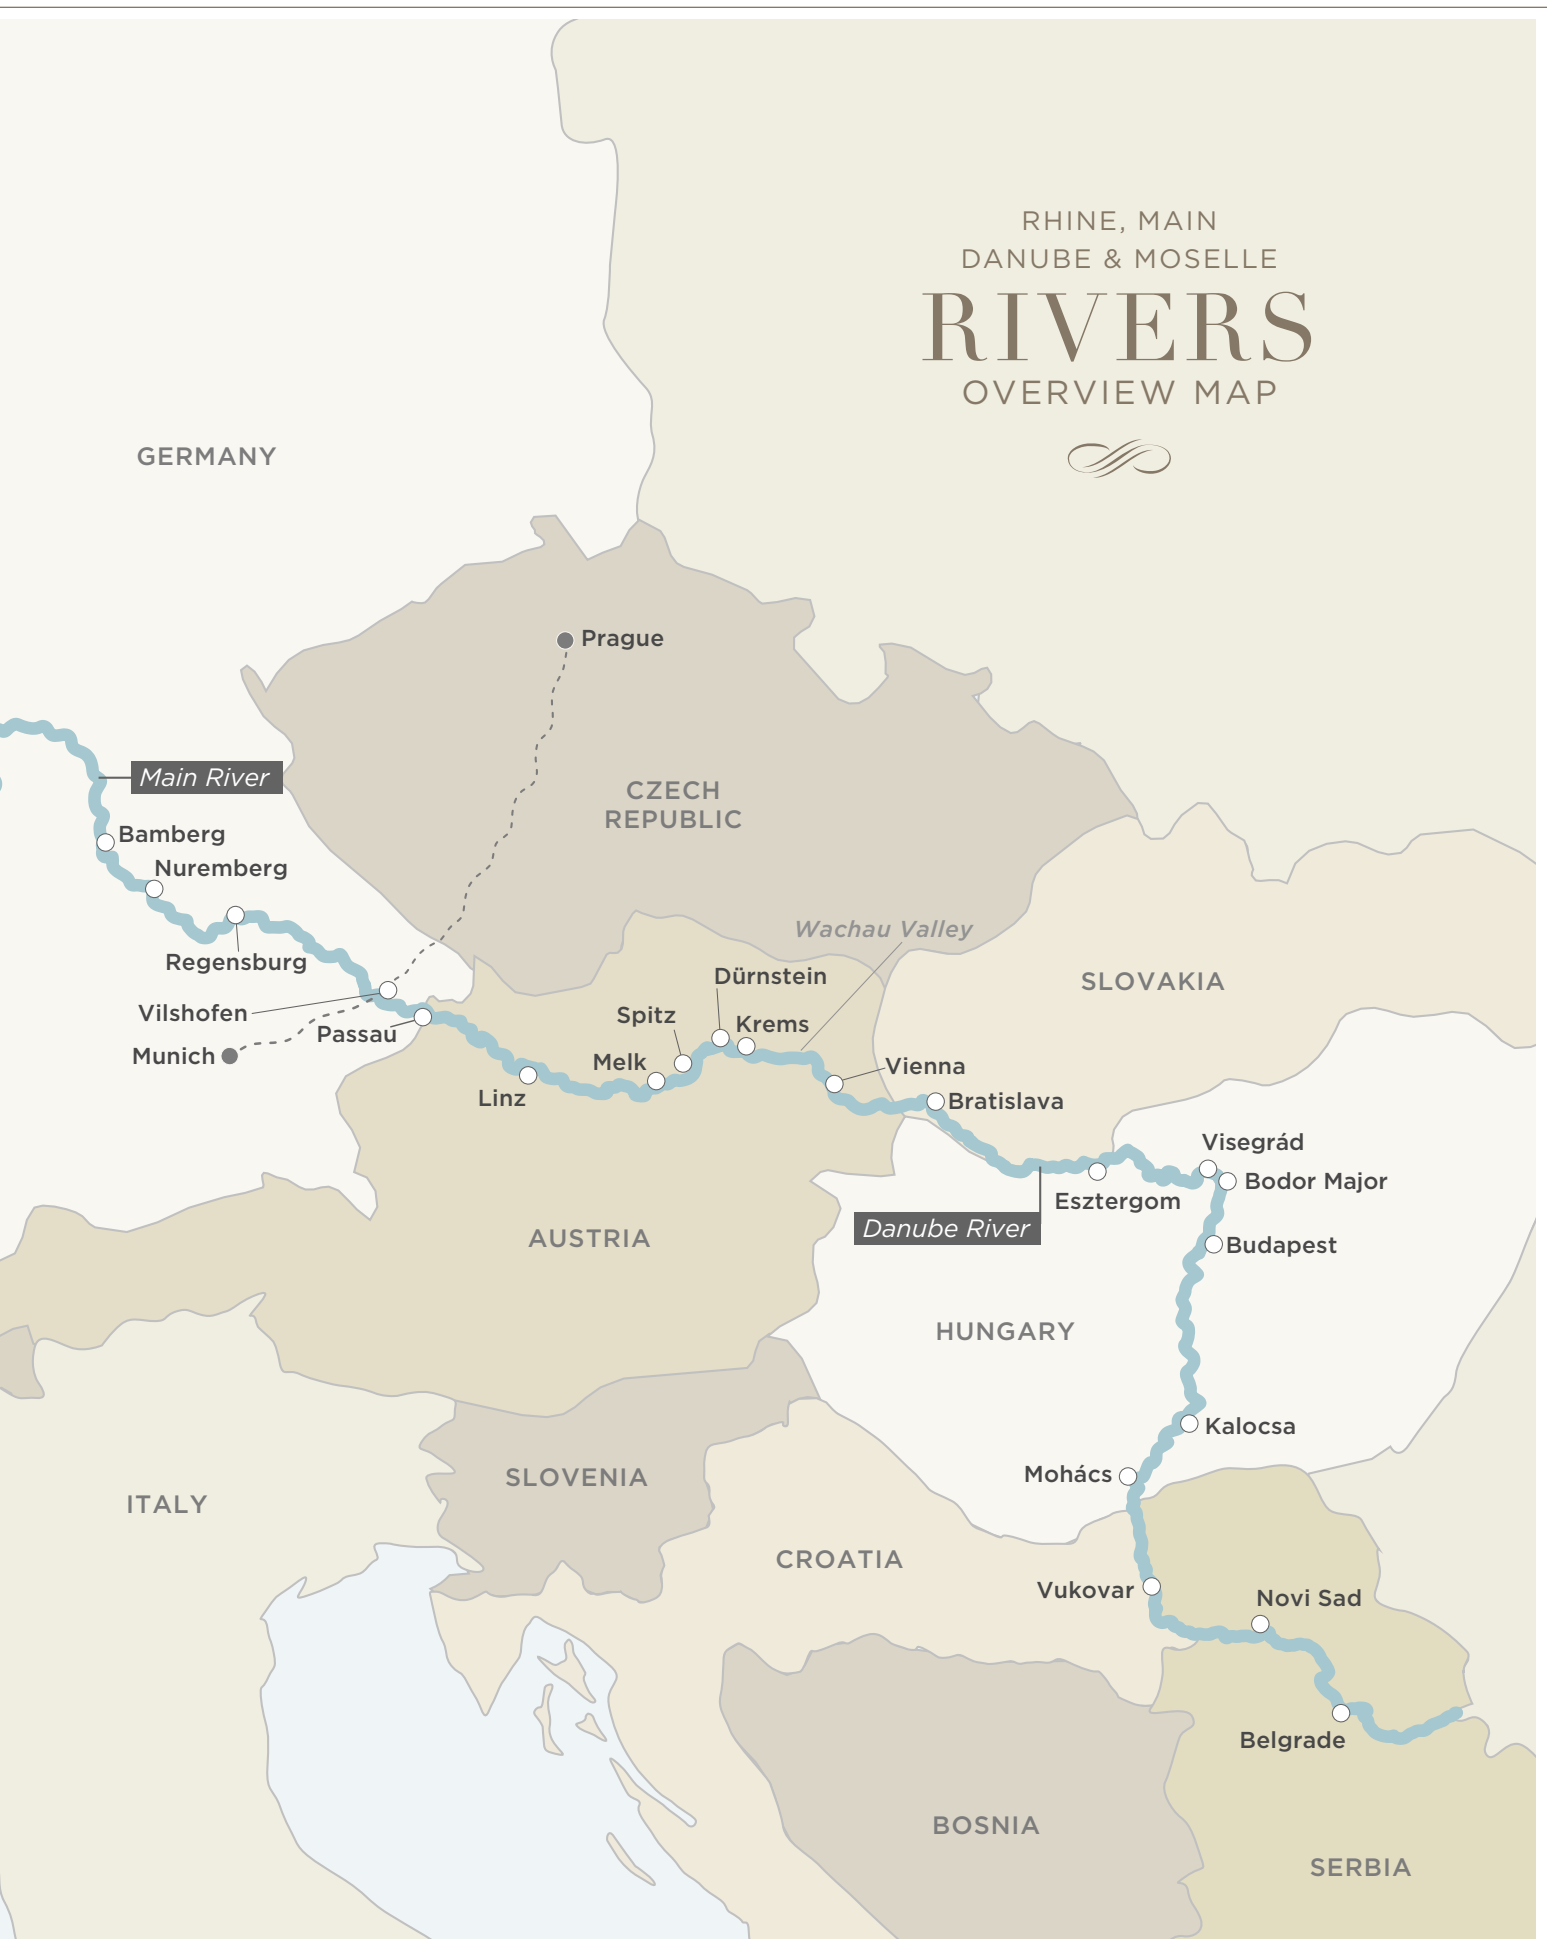 RHINE, MAIN
DANUBE & MOSELLE
RIVERS
OVERVIEW MAP
GERMANY
Prague
Main River
CZECH
REPUBLIC
Bamberg
Nuremberg
Wachau Valley
Regensburg
Dürnstein
SLOVAKIA
Vilshofen
Spitz
Krems
Passau
Munich
Melk
Vienna
Linz
Bratislava
Visegrád
Bodor Major
Esztergom
Danube River
AUSTRIA
Budapest
HUNGARY
Kalocsa
Mohács
SLOVENIA
ITALY
CROATIA
Vukovar
Novi Sad
Belgrade
BOSNIA
SERBIA